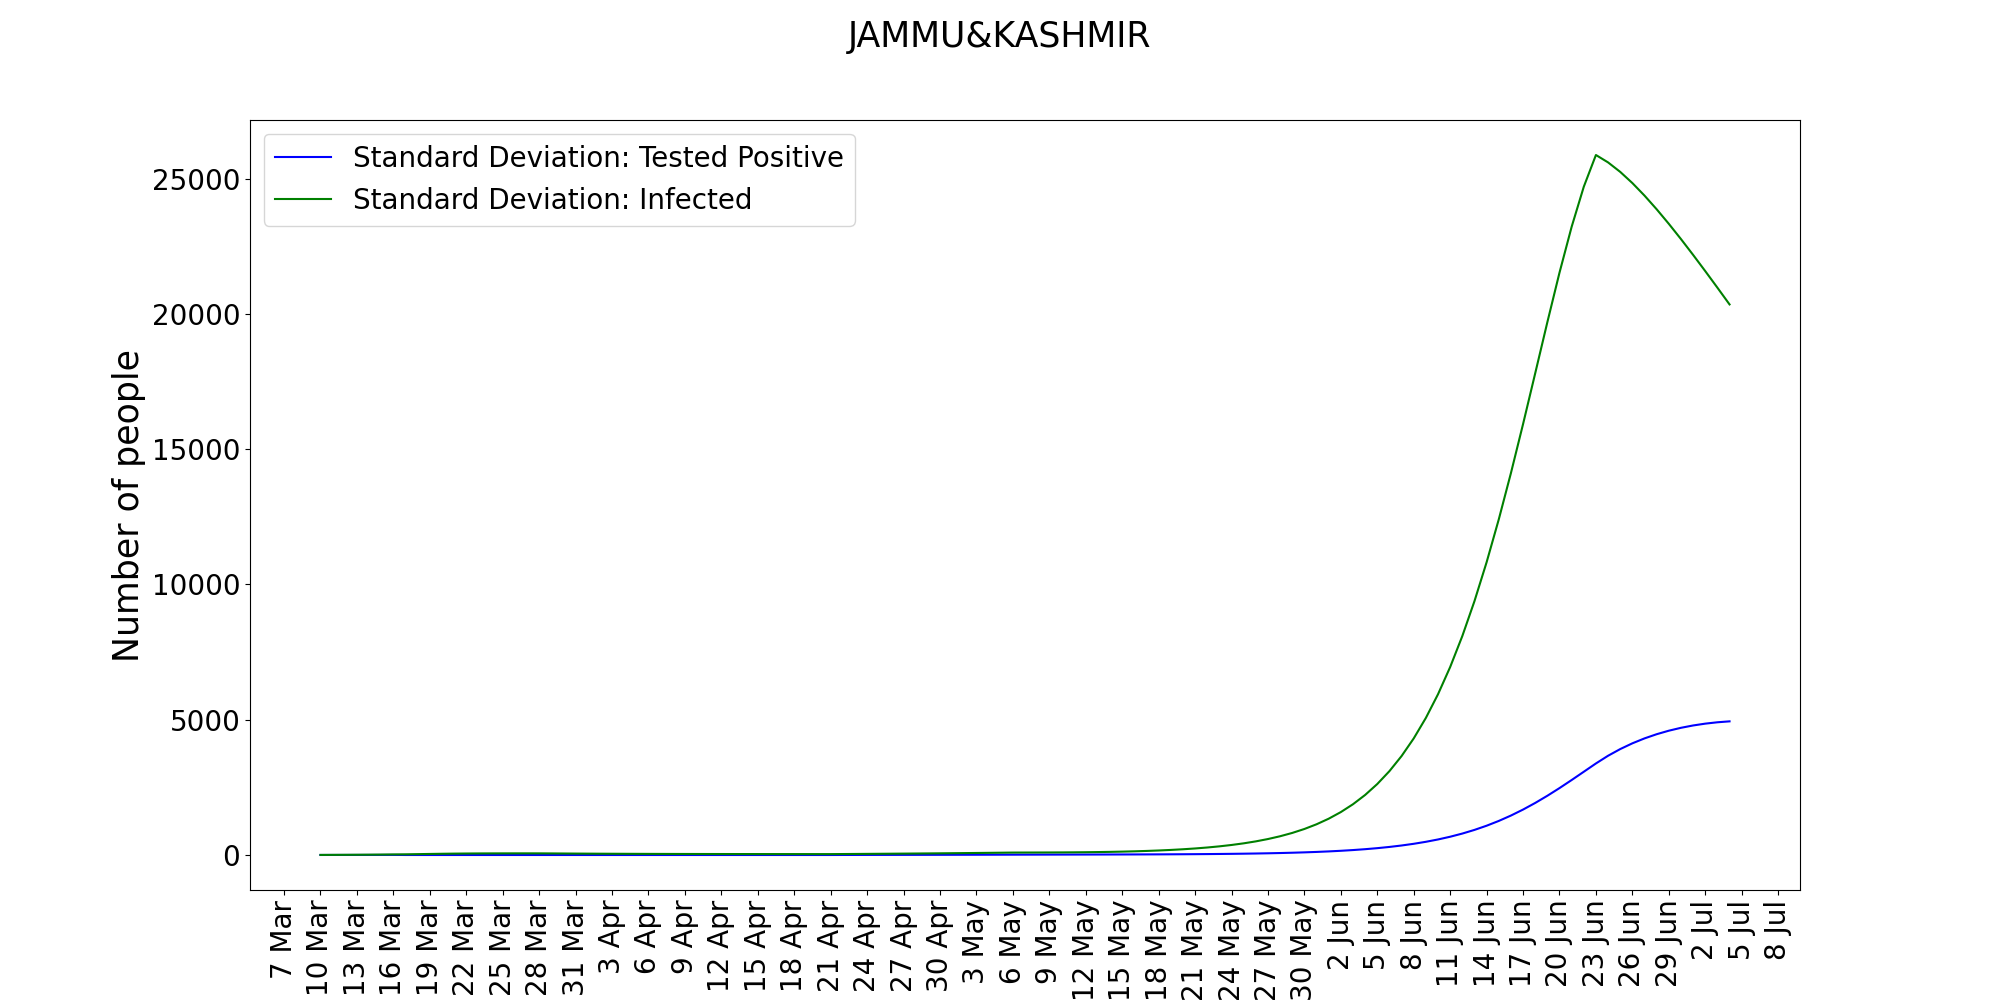 JAMMU&KASHMIR
Standard Deviation: Tested Positive
Standard Deviation: Infected
Number of people
25000
20000
15000
10000
5000
0
7 Mar
10 Mar
13 Mar
16 Mar
19 Mar
22 Mar
25 Mar
28 Mar
31 Mar
3 Apr
6 Apr
9 Apr
12 Apr
15 Apr
18 Apr
21 Apr
24 Apr
27 Apr
30 Apr
3 May
6 May
9 May
12 May
15 May
18 May
21 May
24 May
27 May
30 May
2 Jun
5 Jun
8 Jun
11 Jun
14 Jun
17 Jun
20 Jun
23 Jun
26 Jun
29 Jun
2 Jul
5 Jul
8 Jul